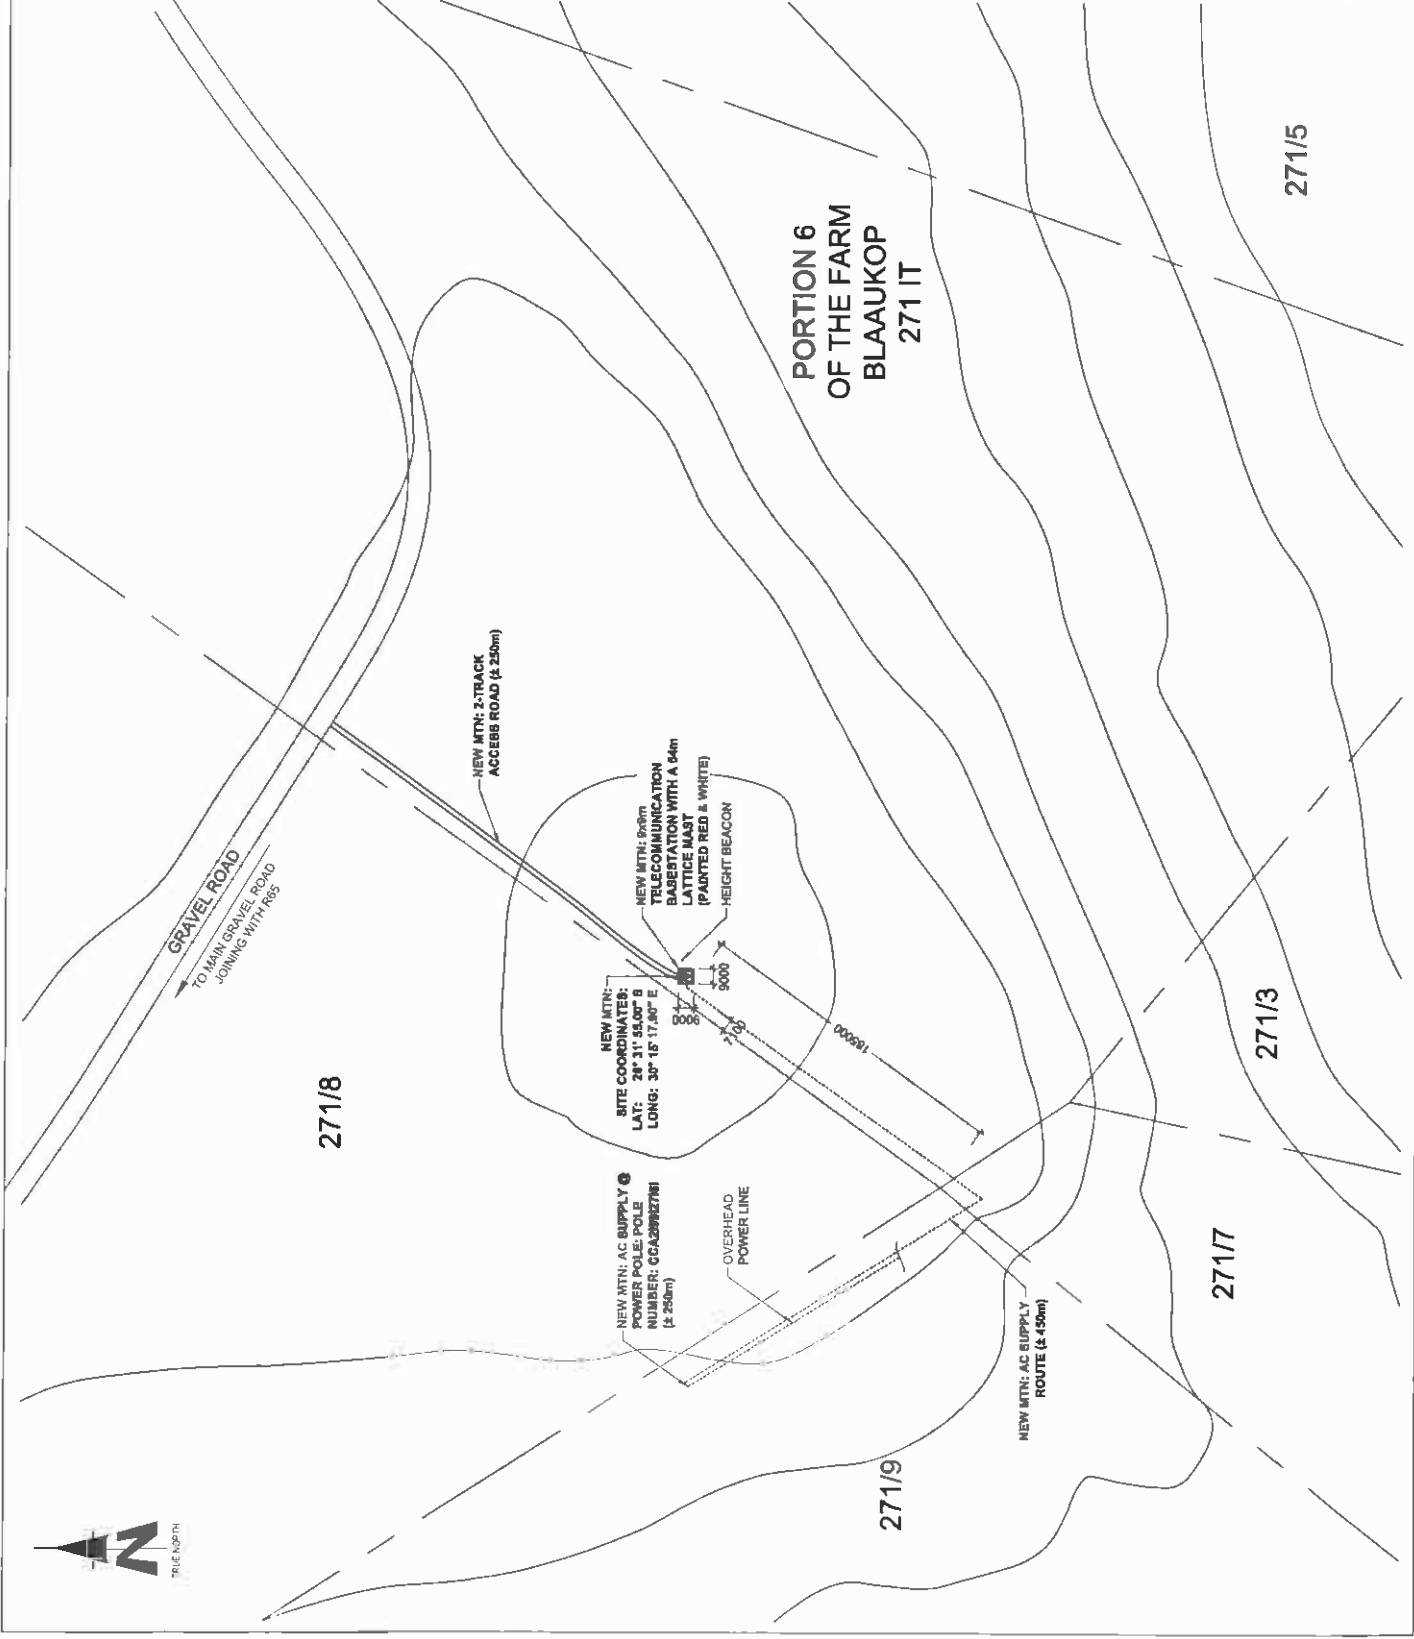 TRUE NORTH
GRAVEL ROAD
TO MAIN GRAVEL ROAD
JOINING WITH R65
271/8
NEW MTN: 2-TRACK
ACCESS ROAD (± 250m)
NEW MTN:
SITE COORDINATES:
LAT: 26° 31' 55,00" S
LONG: 30° 15' 17,90" E
NEW MTN: 9x9m
TELECOMMUNICATION
BASESTATION WITH A 54m
LATTICE MAST
(PAINTED RED & WHITE)
HEIGHT BEACON
9000
9000
7100
185000
NEW MTN: AC SUPPLY @
POWER POLE: POLE
NUMBER:
(± 250m)
OVERHEAD
POWER LINE
PORTION 6
OF THE FARM
BLAAUKOP
271 IT
271/9
NEW MTN: AC SUPPLY
ROUTE (± 450m)
271/7
271/3
271/5